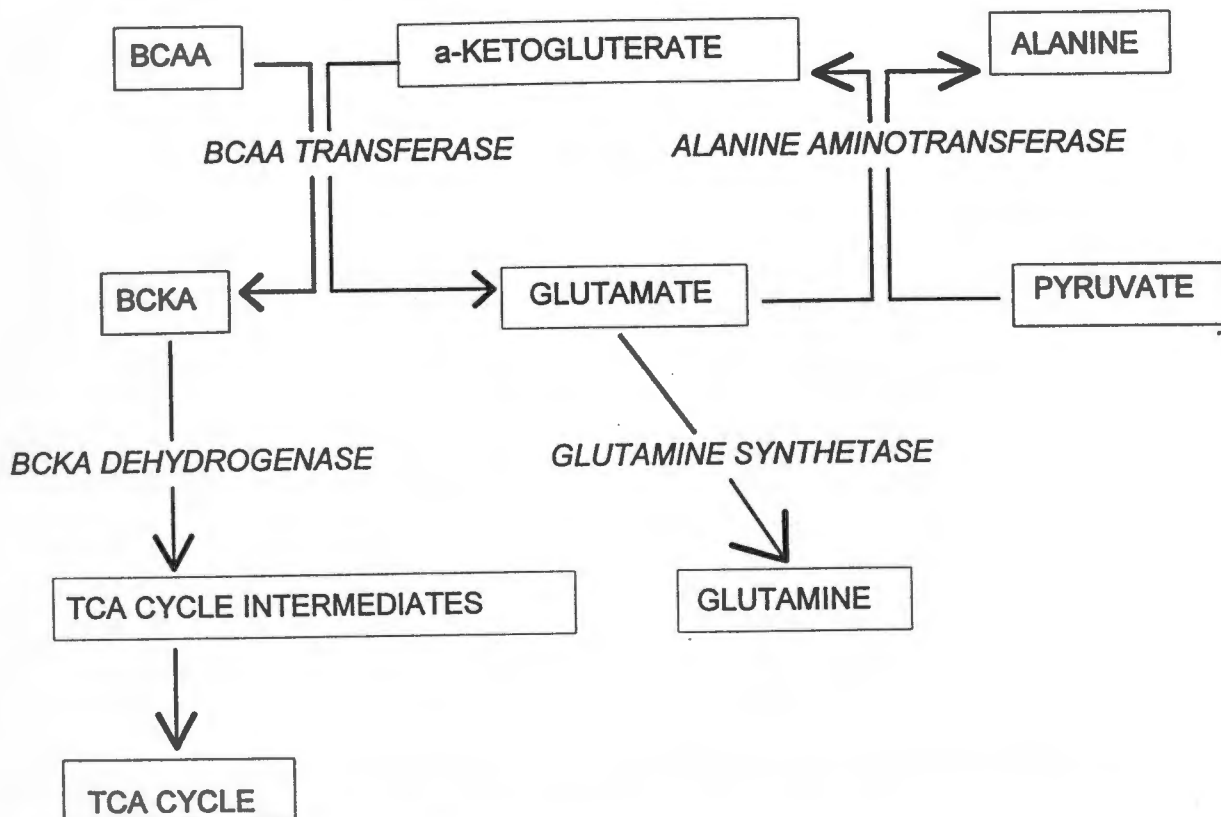 BCAA
a-KETOGLUTERATE
ALANINE
BCAA TRANSFERASE
ALANINE AMINOTRANSFERASE
BCKA
GLUTAMATE
PYRUVATE
BCKA DEHYDROGENASE
GLUTAMINE SYNTHETASE
TCA CYCLE INTERMEDIATES
GLUTAMINE
TCA CYCLE